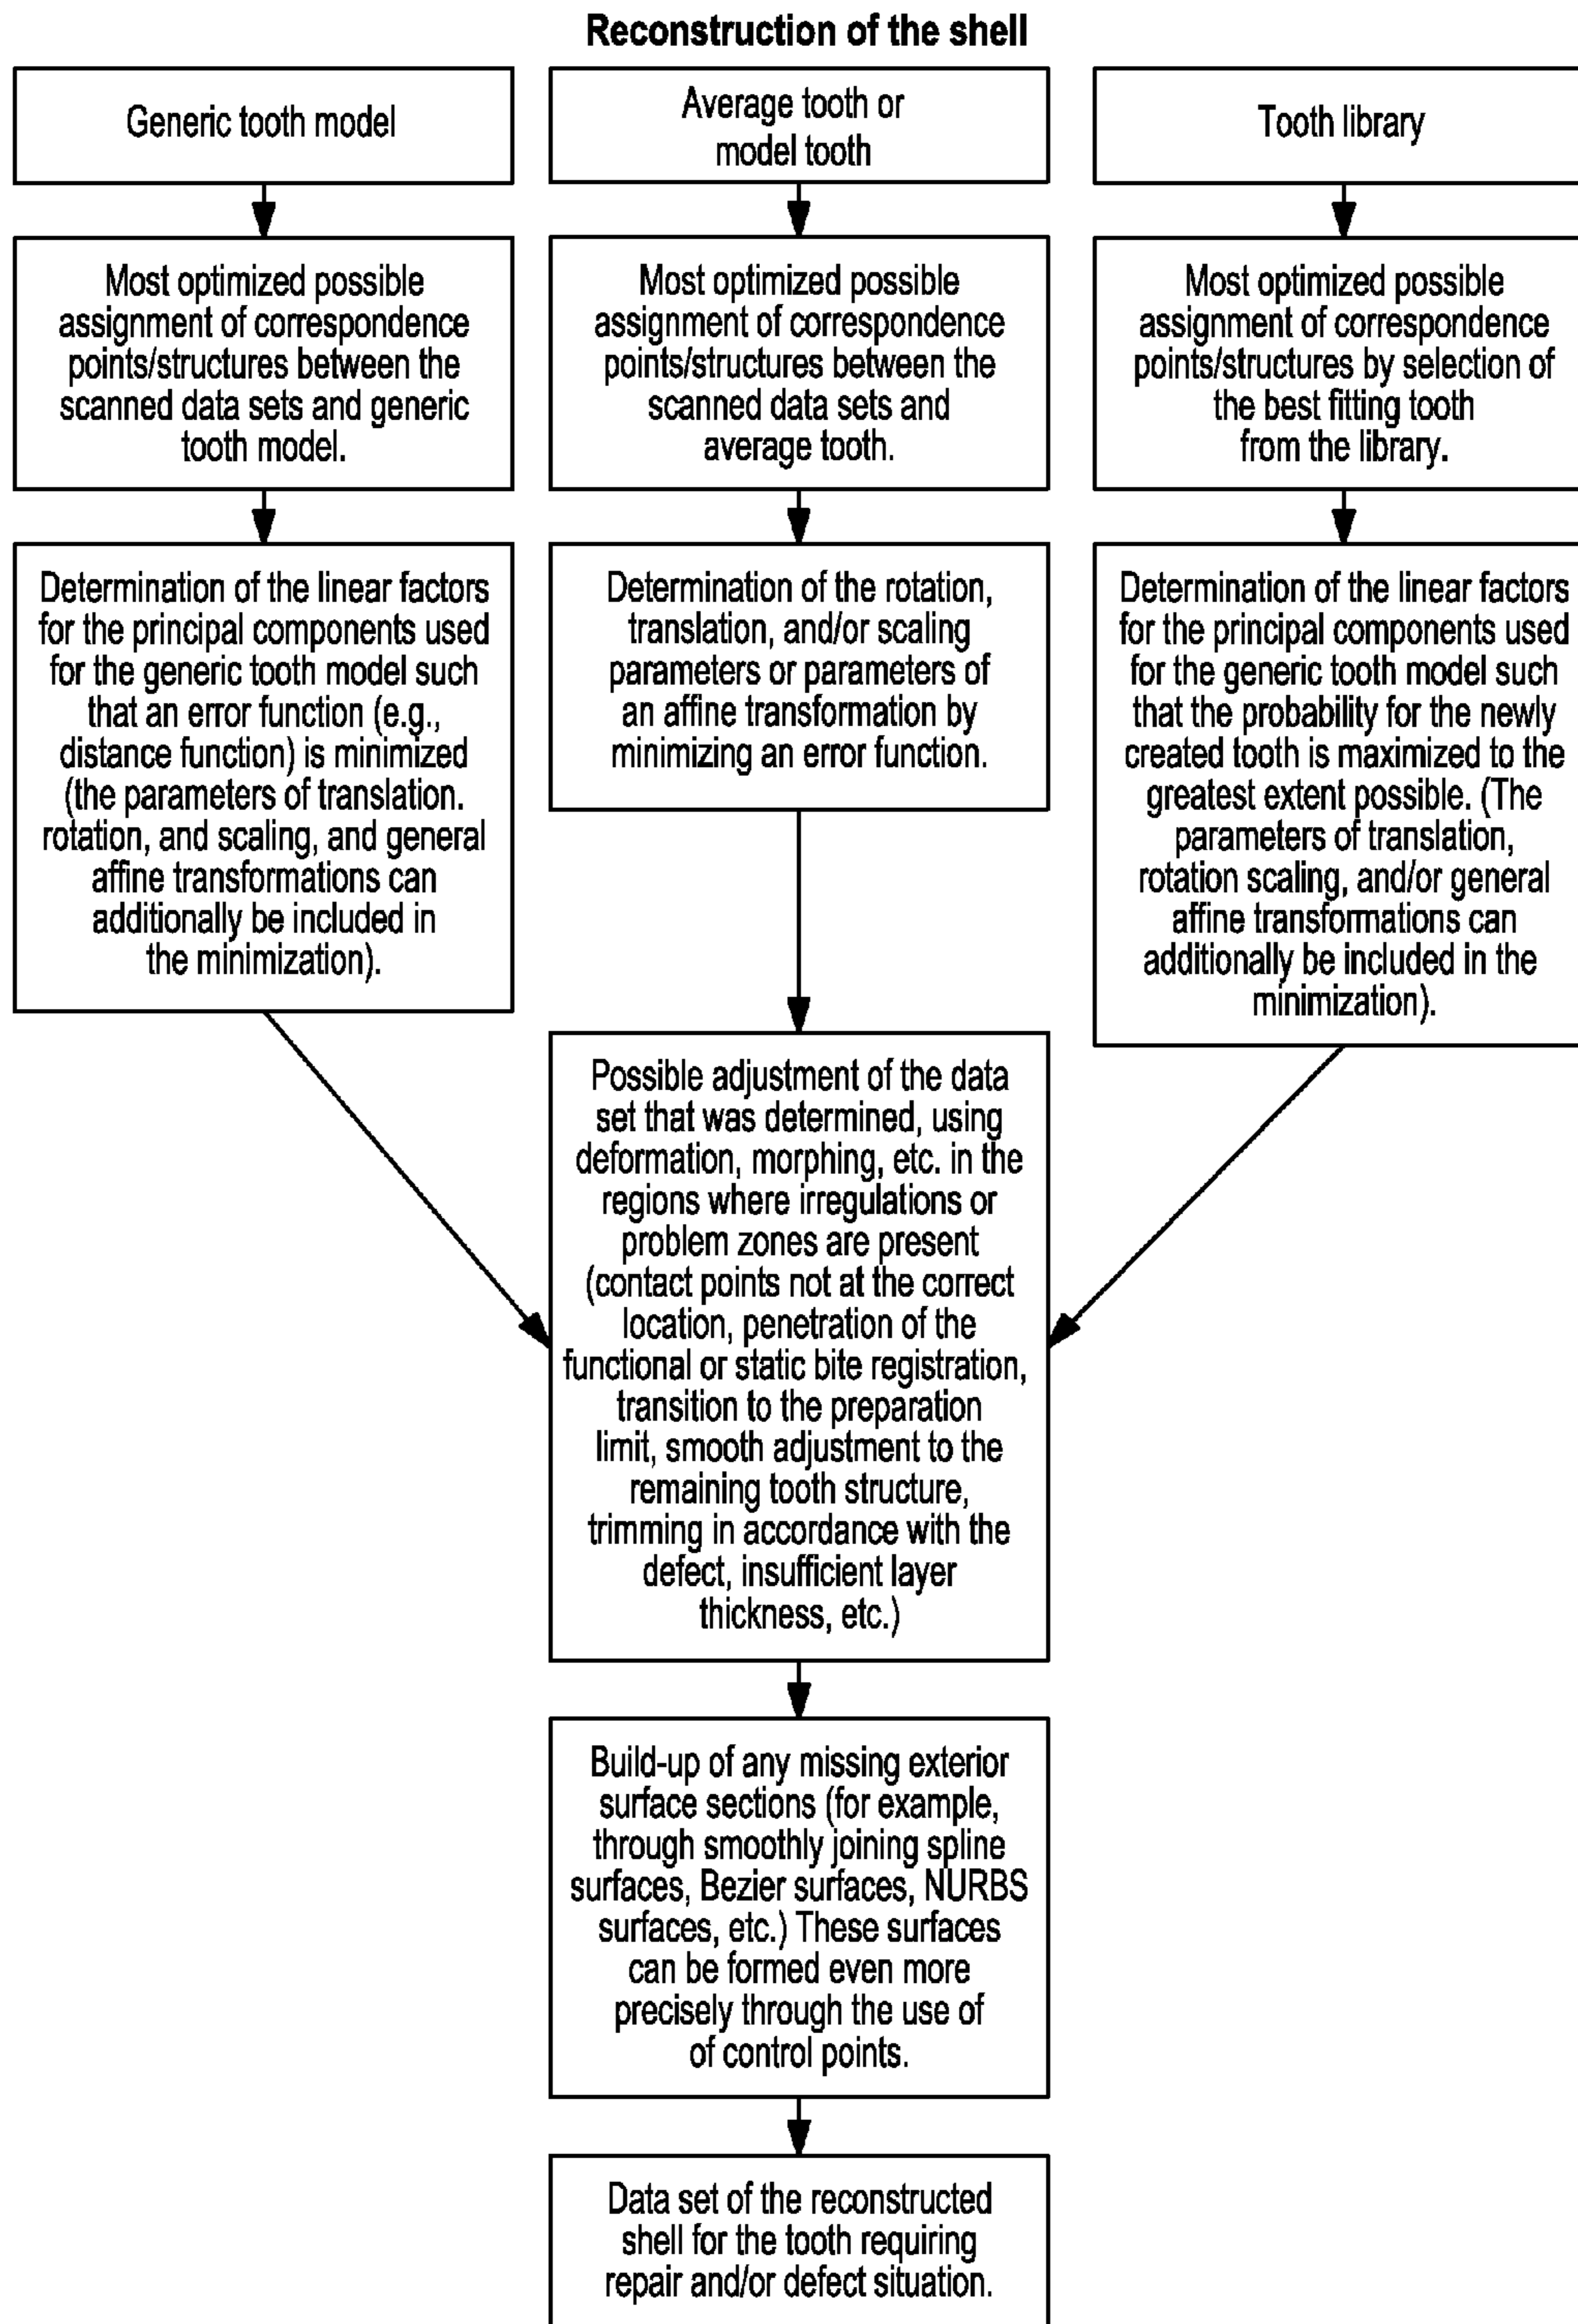 Reconstruction of the shell
Generic tooth model
Average tooth or
model tooth
Tooth library
Most optimized possible
assignment of correspondence
points/structures between the
scanned data sets and generic
tooth model.
Most optimized possible
assignment of correspondence
points/structures between the
scanned data sets and
average tooth.
Most optimized possible
assignment of correspondence
points/structures by selection of
the best fitting tooth
from the library.
Determination of the linear factors
for the principal components used
for the generic tooth model such
that an error function (e.g.,
distance function) is minimized
(the parameters of translation.
rotation, and scaling, and general
affine transformations can
additionally be included in
the minimization).
Determination of the rotation,
translation, and/or scaling
parameters or parameters of
an affine transformation by
minimizing an error function.
Determination of the linear factors
for the principal components used
for the generic tooth model such
that the probability for the newly
created tooth is maximized to the
greatest extent possible. (The
parameters of translation,
rotation scaling, and/or general
affine transformations can
additionally be included in the
minimization).
Possible adjustment of the data
set that was determined, using
deformation, morphing, etc. in the
regions where irregulations or
problem zones are present
(contact points not at the correct
location, penetration of the
functional or static bite registration,
transition to the preparation
limit, smooth adjustment to the
remaining tooth structure,
trimming in accordance with the
defect, insufficient layer
thickness, etc.)
Build-up of any missing exterior
surface sections (for example,
through smoothly joining spline
surfaces, Bezier surfaces, NURBS
surfaces, etc.) These surfaces
can be formed even more
precisely through the use of
of control points.
Data set of the reconstructed
shell for the tooth requiring
repair and/or defect situation.